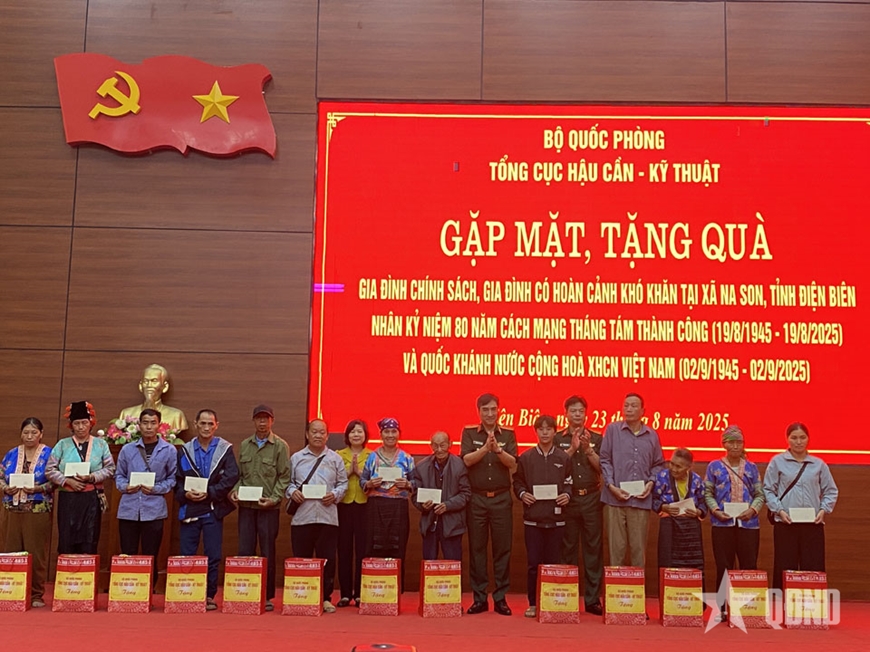 BỘ QUỐC PHÒNG
TỔNG CỤC HẬU CẦN - KỸ THUẬT
GẶP MẶT, TẶNG QUÀ
GIA ĐÌNH CHÍNH SÁCH, GIA ĐÌNH CÓ HOÀN CẢNH KHÓ KHĂN TẠI XÃ NA SON, TỈNH ĐIỆN BIÊN
NHÂN KỶ NIỆM 80 NĂM CÁCH MẠNG THÁNG TÁM THÀNH CÔNG (19/8/1945 - 19/8/2025)
VÀ QUỐC KHÁNH NƯỚC CỘNG HOÀ XHCN VIỆT NAM (02/9/1945 - 02/9/2025)
23 8 năm 2025
Tặng
QĐND